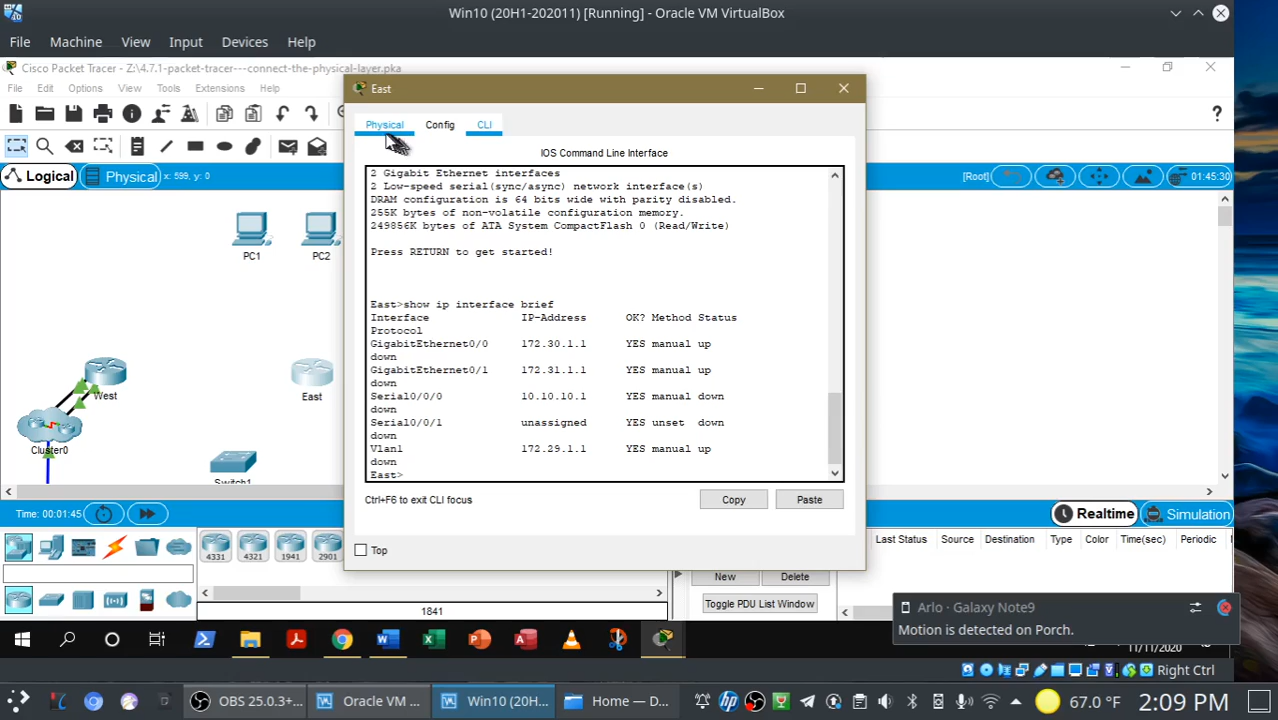 Win10 (20H1-202011) [Running] - Oracle VM VirtualBox
File Machine View Input Devices Help
Cisco Packet Tracer - Z:\4.7.1-packet-tracer---connect-the-physical-layer.pka
File Edit Options View Tools Extensions Help
East
Physical Config CLI
IOS Command Line Interface
Logical Physical x: 599, y: 0
[Root] 01:45:30
2 Gigabit Ethernet interfaces
2 Low-speed serial(sync/async) network interface(s)
DRAM configuration is 64 bits wide with parity disabled.
255K bytes of non-volatile configuration memory.
249856K bytes of ATA System CompactFlash 0 (Read/Write)
Press RETURN to get started!
East>show ip interface brief
Interface IP-Address OK? Method Status
Protocol
GigabitEthernet0/0 172.30.1.1 YES manual up
down
GigabitEthernet0/1 172.31.1.1 YES manual up
down
Serial0/0/0 10.10.10.1 YES manual down
down
Serial0/0/1 unassigned YES unset down
down
Vlan1 172.29.1.1 YES manual up
down
East>
Ctrl+F6 to exit CLI focus
Copy Paste
Top
PC1 PC2
West
East
Cluster0
Switch1
Time: 00:01:45
Realtime Simulation
4331 4321 1941 2901
1841
Last Status Source Destination Type Color Time(sec) Periodic
New Delete
Toggle PDU List Window
Arlo · Galaxy Note9
Motion is detected on Porch.
11/11/2020
Right Ctrl
OBS 25.0.3+... Oracle VM ... Win10 (20H... Home — D...
67.0 °F 2:09 PM